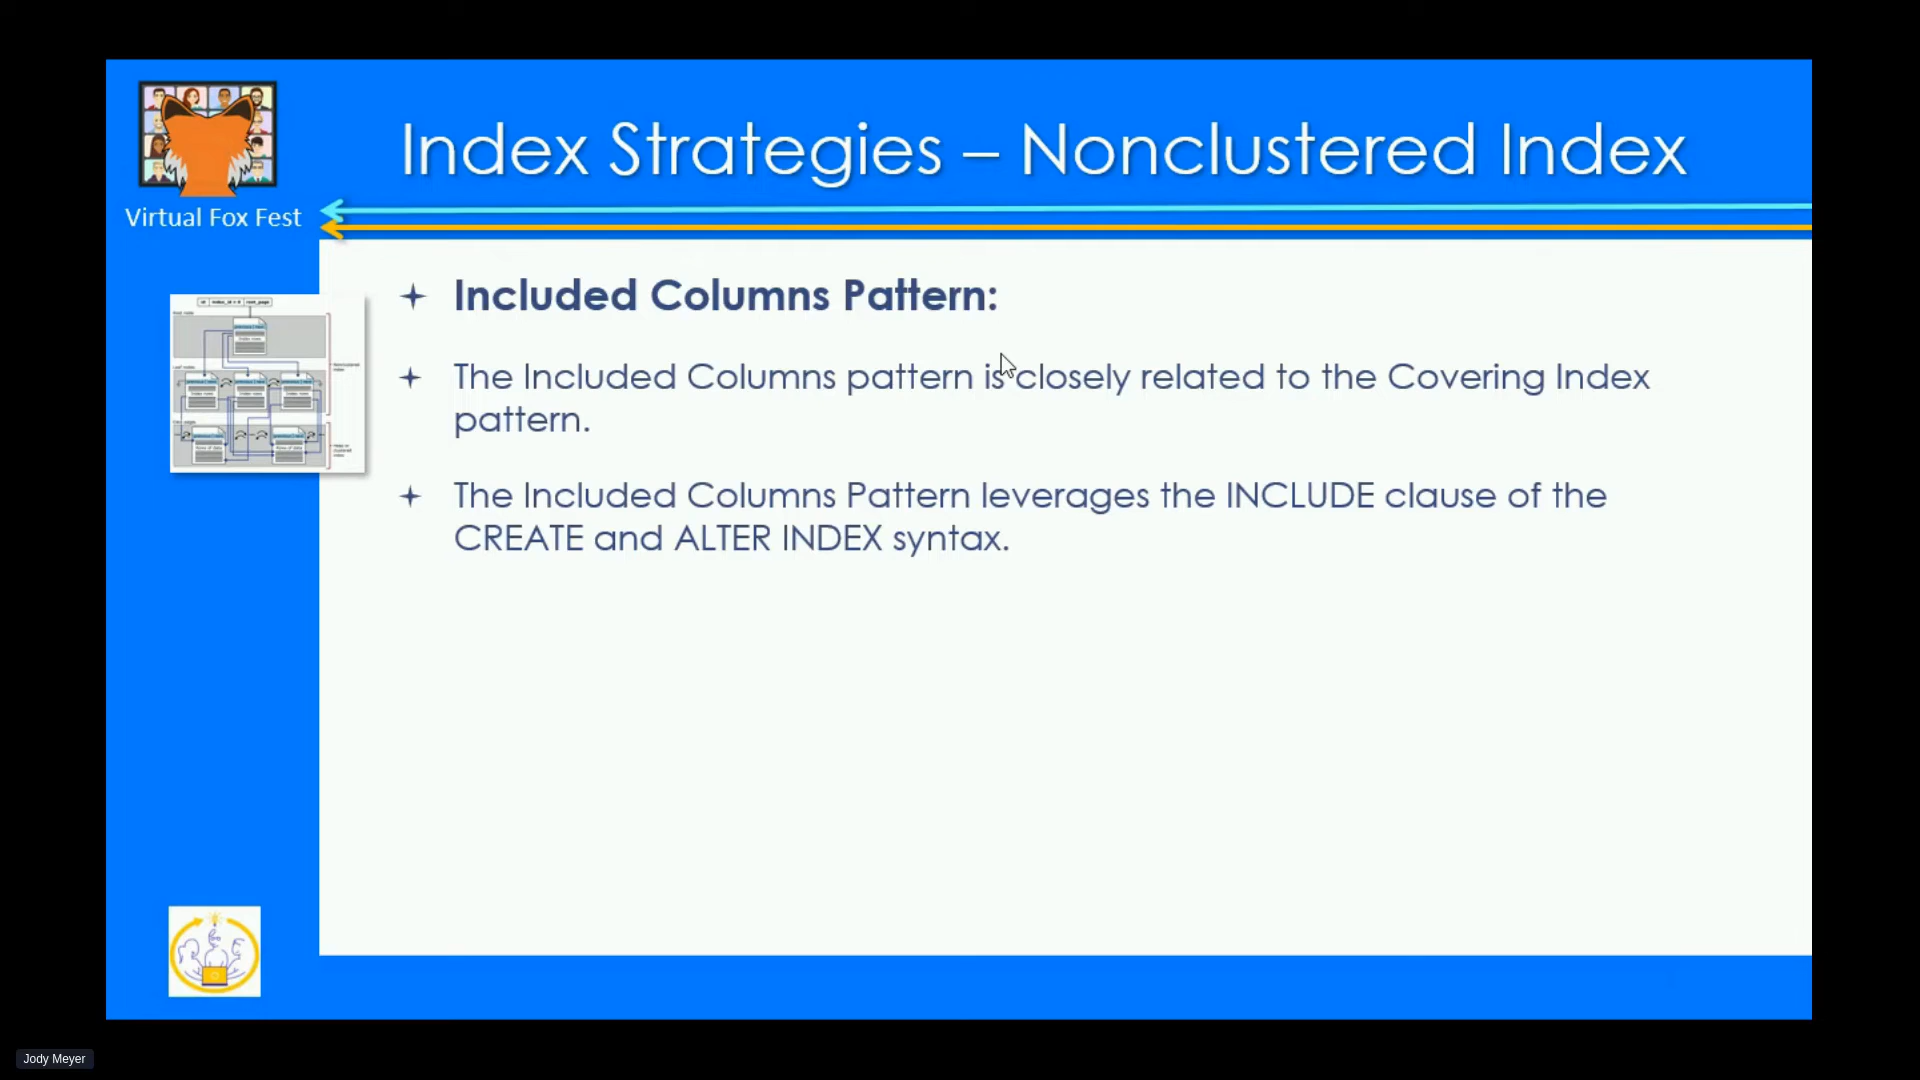 Index Strategies – Nonclustered Index
Virtual Fox Fest
Included Columns Pattern:
The Included Columns pattern is closely related to the Covering Index
pattern.
The Included Columns Pattern leverages the INCLUDE clause of the
CREATE and ALTER INDEX syntax.
Jody Meyer